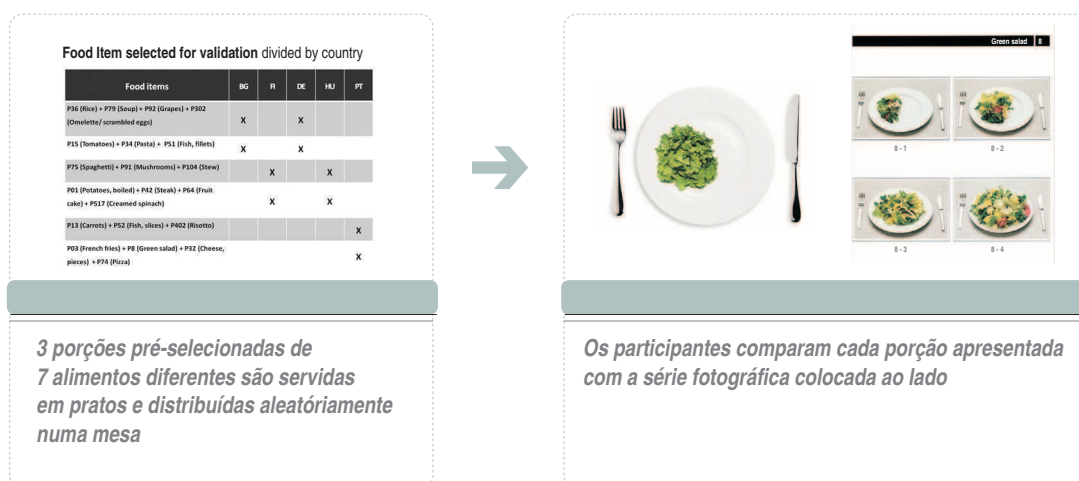 Food Item selected for validation divided by country
Food items BG FI DE HU PT
P36 (Rice) + P79 (Soup) + P92 (Grapes) + P302
(Omelette/ scrambled eggs) X X
P15 (Tomatoes) + P34 (Pasta) + P51 (Fish, fillets) X X
P75 (Spaghetti) + P91 (Mushrooms) + P104 (Stew) X X
P01 (Potatoes, boiled) + P42 (Steak) + P64 (Fruit
cake) + P517 (Creamed spinach) X X
P13 (Carrots) + P52 (Fish, slices) + P402 (Risotto) X
P03 (French fries) + P8 (Green salad) + P32 (Cheese,
pieces) + P74 (Pizza) X
3 porções pré-selecionadas de
7 alimentos diferentes são servidas
em pratos e distribuídas aleatóriamente
numa mesa
Green salad 8
8 - 1 8 - 2
8 - 3 8 - 4
Os participantes comparam cada porção apresentada
com a série fotográfica colocada ao lado